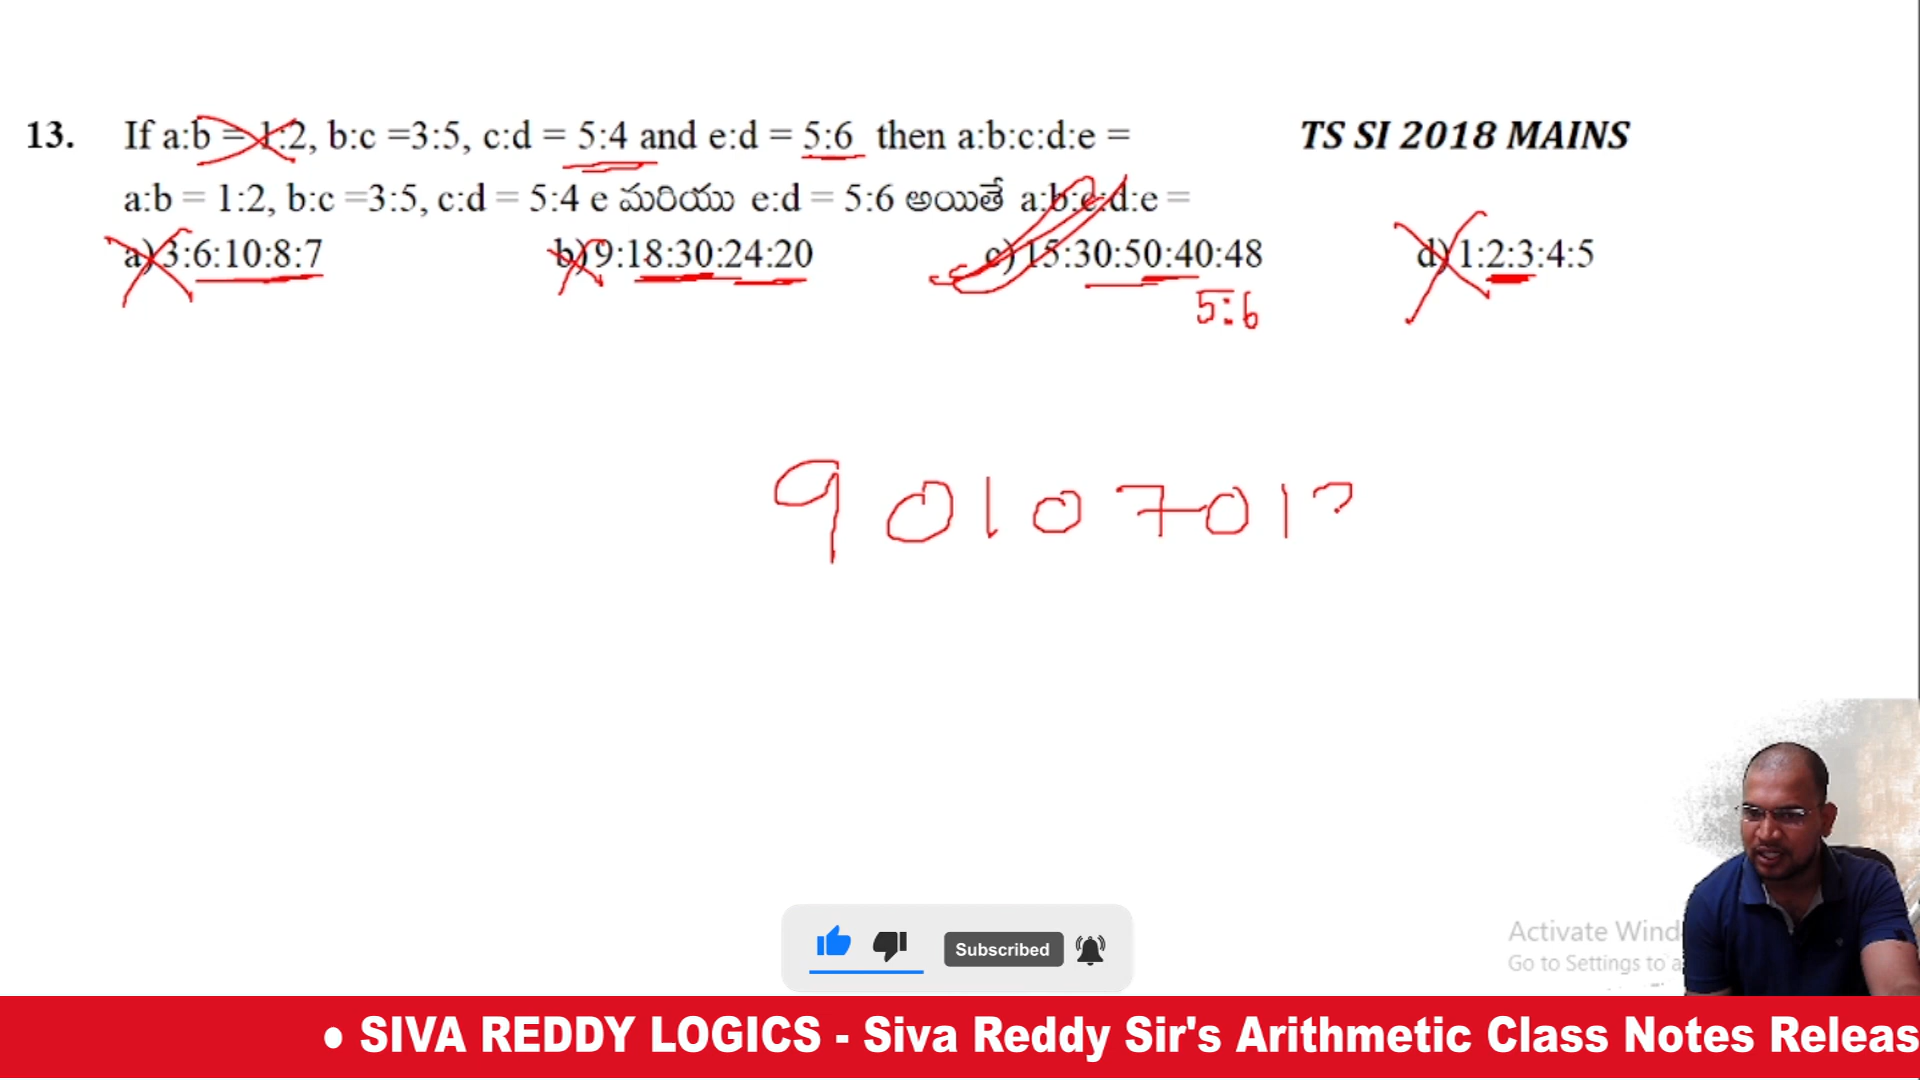 13. If a:b = 1:2, b:c =3:5, c:d = 5:4 and e:d = 5:6 then a:b:c:d:e = TS SI 2018 MAINS
a:b = 1:2, b:c =3:5, c:d = 5:4 e మరియు e:d = 5:6 అయితే a:b:c:d:e =
a) 3:6:10:8:7 b) 9:18:30:24:20 c) 15:30:50:40:48 d) 1:2:3:4:5
5:6
9010701
Subscribed
Activate Wind
Go to Settings to a
• SIVA REDDY LOGICS - Siva Reddy Sir's Arithmetic Class Notes Releas